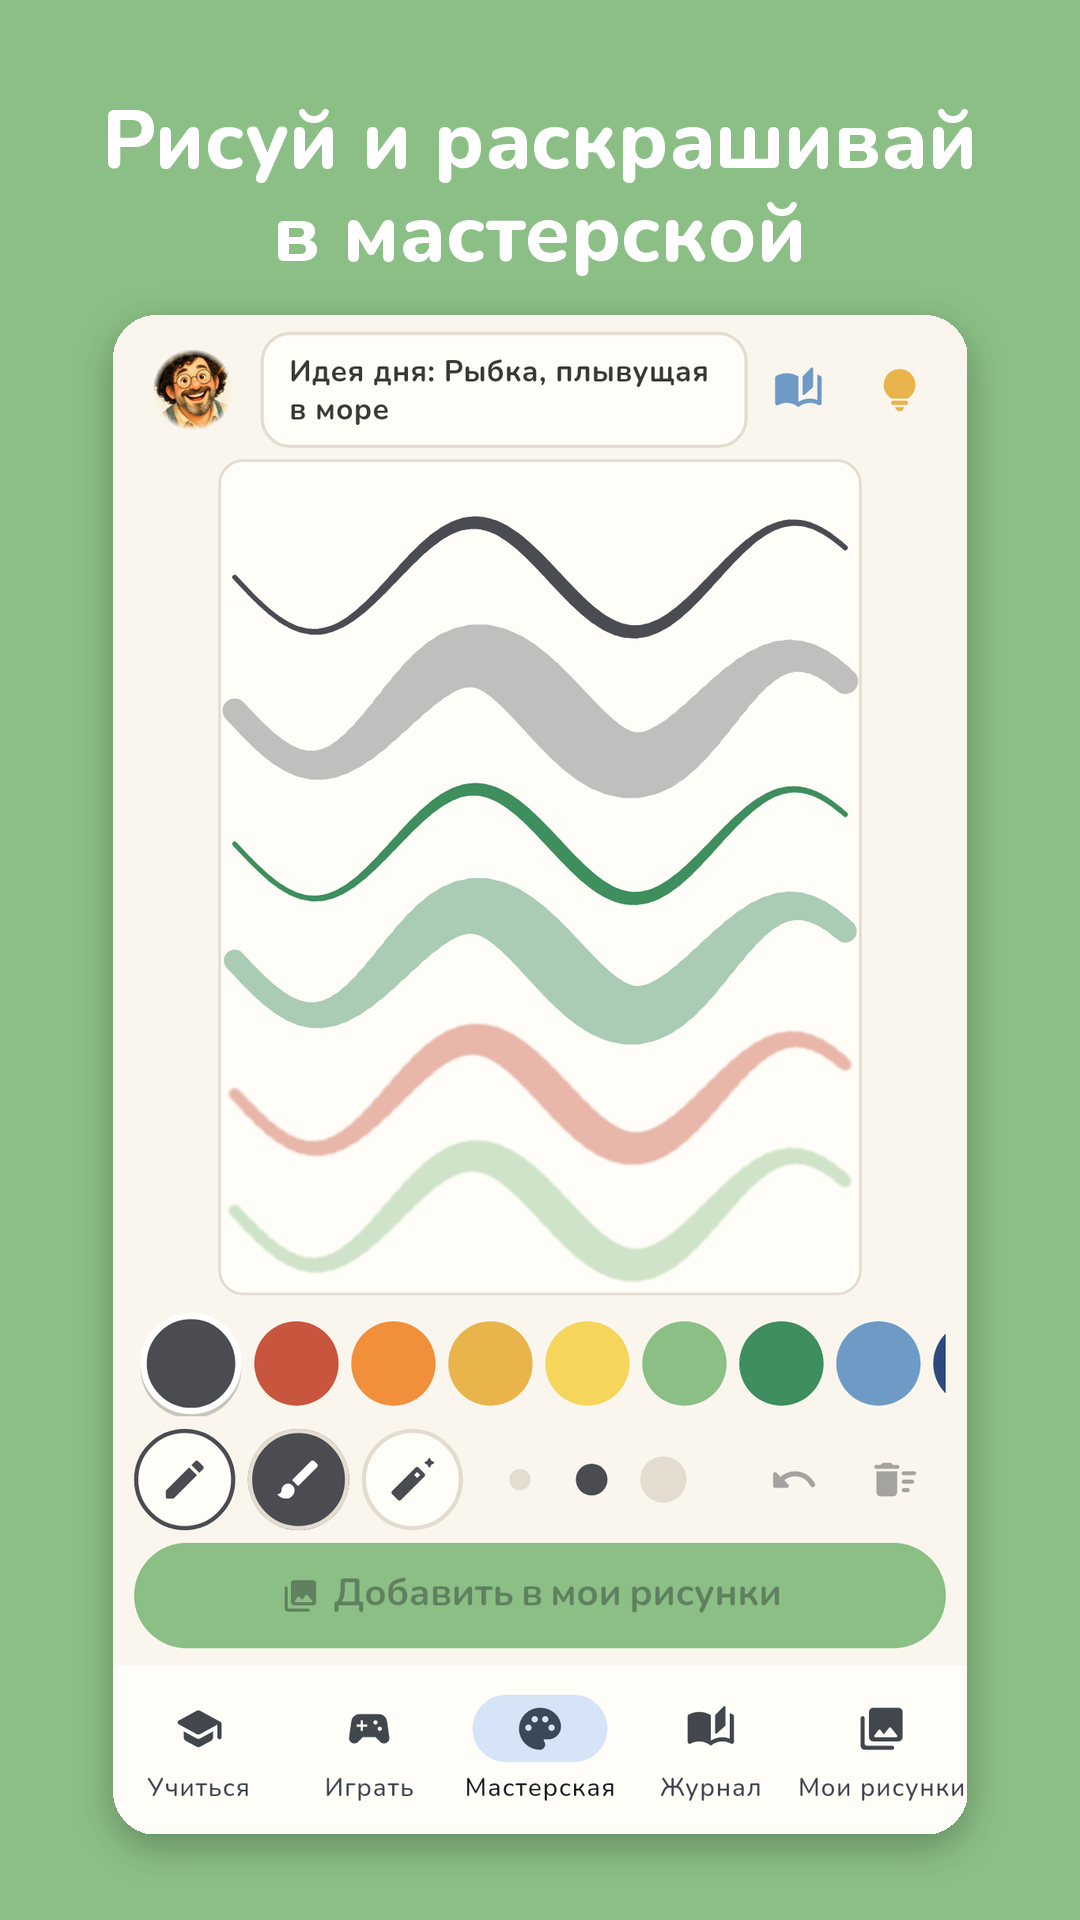 Рисуй и раскрашивай
в мастерской
Идея дня: Рыбка, плывущая
в море
Добавить в мои рисунки
Учиться
Играть
Мастерская
Журнал
Мои рисунки